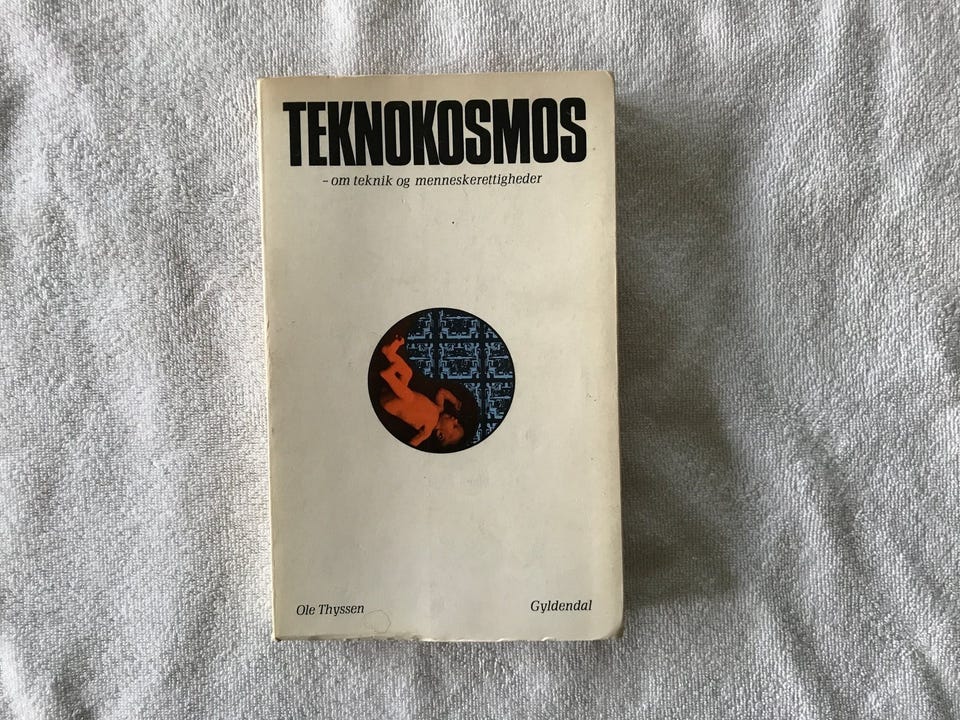 TEKNOKOSMOS
– om teknik og menneskerettigheder
Ole Thyssen
Gyldendal